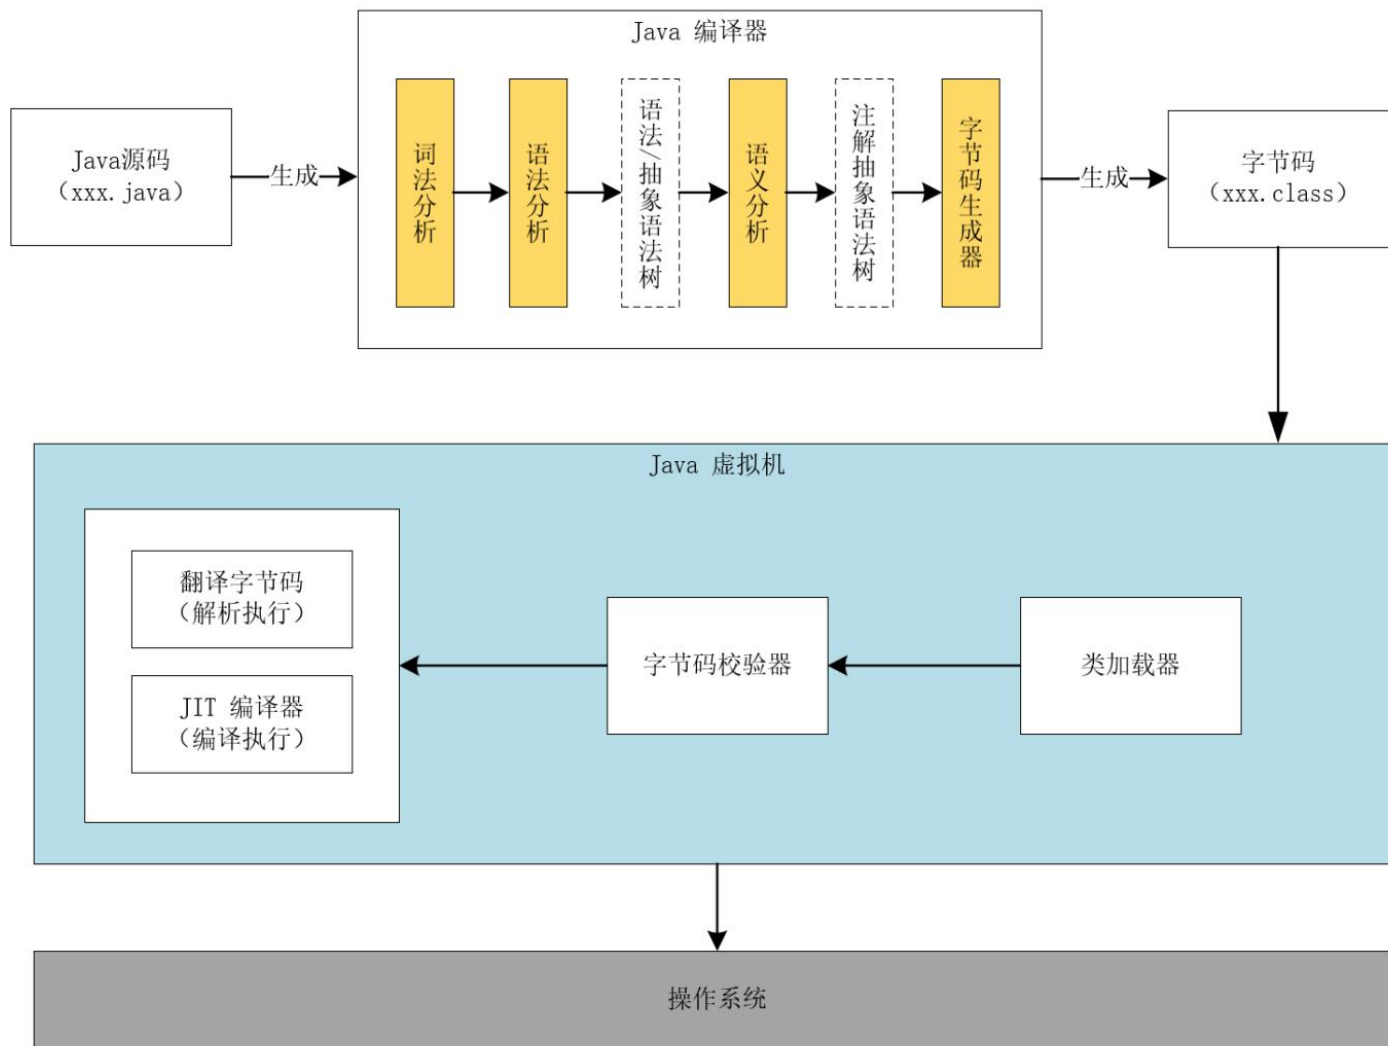 Java 编译器
Java源码
（xxx.java）
生成
词法分析
语法分析
语法/抽象语法树
语义分析
注解抽象语法树
字节码生成器
生成
字节码
（xxx.class）
Java 虚拟机
翻译字节码
（解析执行）
JIT 编译器
（编译执行）
字节码校验器
类加载器
操作系统